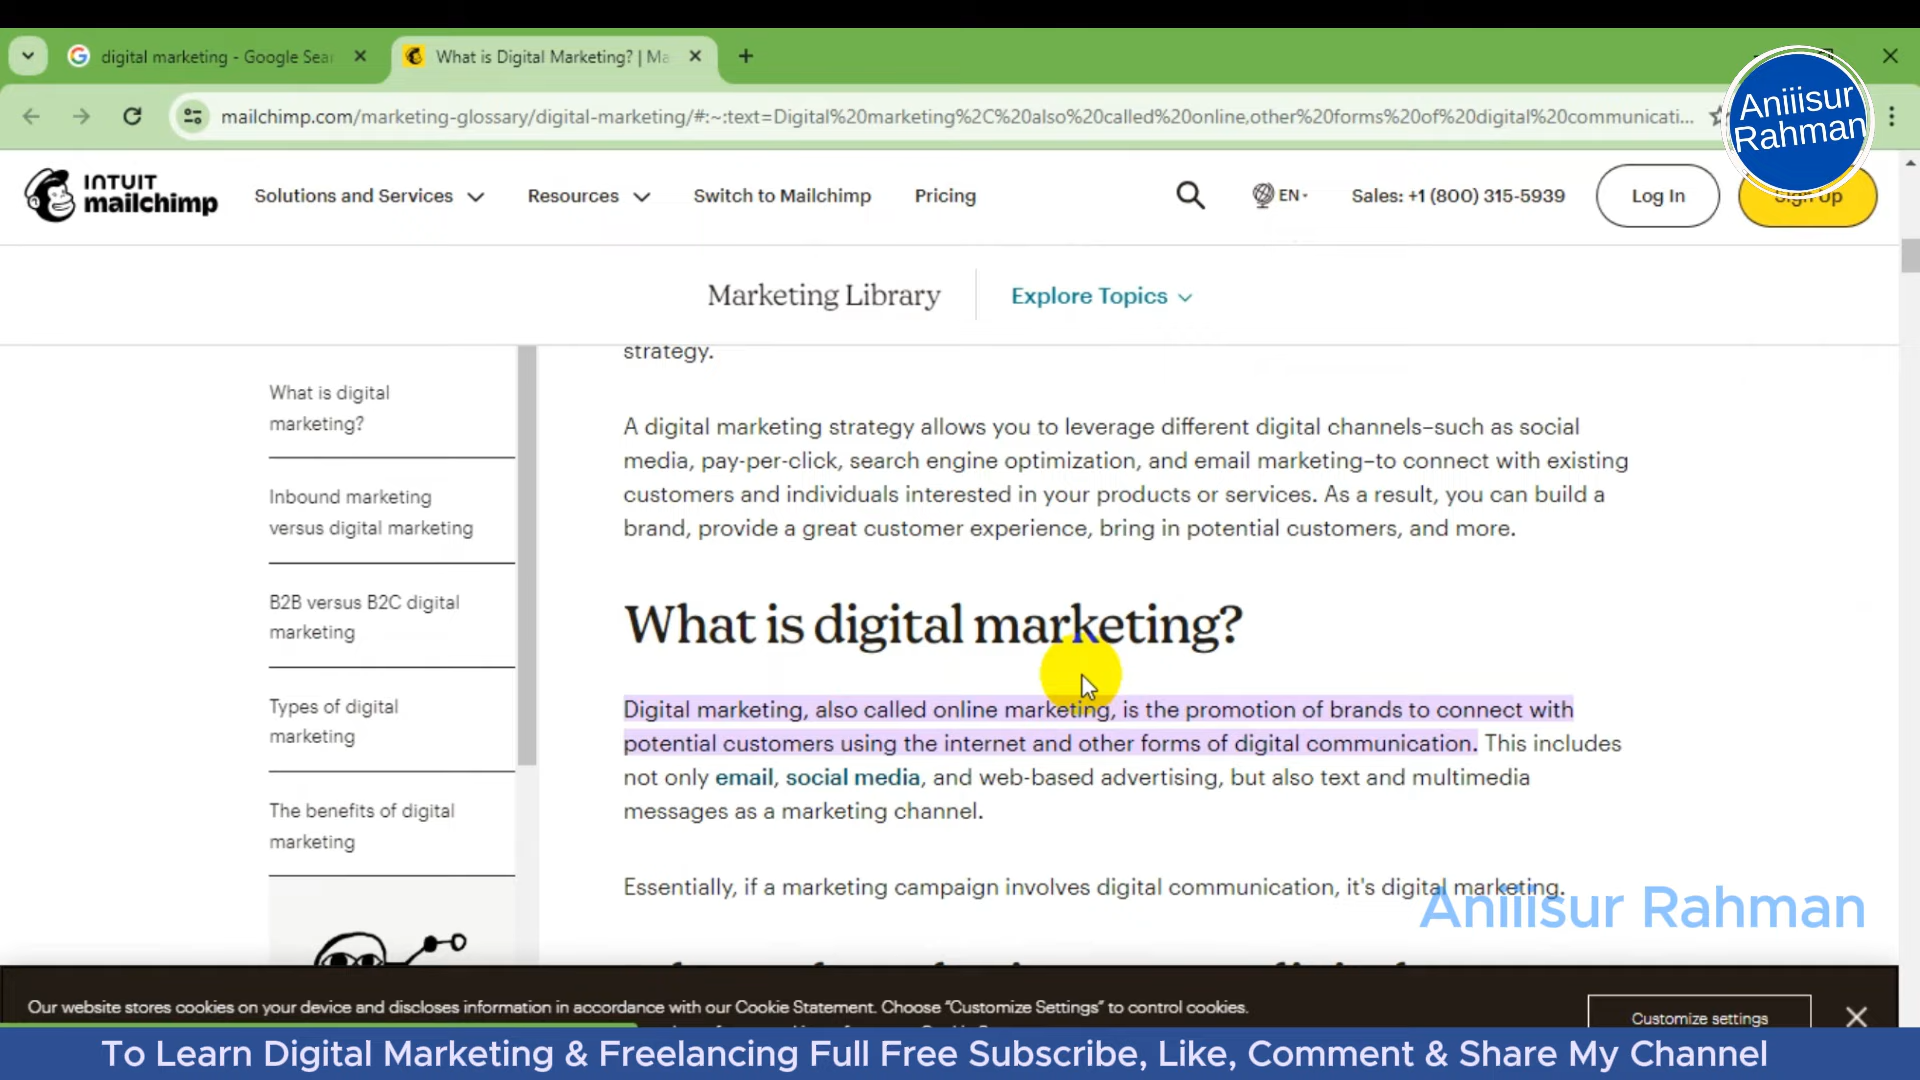 digital marketing - Google Sear
What is Digital Marketing? | Ma
mailchimp.com/marketing-glossary/digital-marketing/#:~:text=Digital%20marketing%2C%20also%20called%20online,other%20forms%20of%20digital%20communicati...
Aniiisur
Rahman
INTUIT
mailchimp
Solutions and Services
Resources
Switch to Mailchimp
Pricing
EN
Sales: +1 (800) 315-5939
Log In
Sign Up
Marketing Library
Explore Topics
What is digital
marketing?
Inbound marketing
versus digital marketing
B2B versus B2C digital
marketing
Types of digital
marketing
The benefits of digital
marketing
strategy.
A digital marketing strategy allows you to leverage different digital channels–such as social
media, pay-per-click, search engine optimization, and email marketing–to connect with existing
customers and individuals interested in your products or services. As a result, you can build a
brand, provide a great customer experience, bring in potential customers, and more.
What is digital marketing?
Digital marketing, also called online marketing, is the promotion of brands to connect with
potential customers using the internet and other forms of digital communication. This includes
not only email, social media, and web-based advertising, but also text and multimedia
messages as a marketing channel.
Essentially, if a marketing campaign involves digital communication, it's digital marketing.
Aniiisur Rahman
Our website stores cookies on your device and discloses information in accordance with our Cookie Statement. Choose “Customize Settings” to control cookies.
Customize settings
To Learn Digital Marketing & Freelancing Full Free Subscribe, Like, Comment & Share My Channel